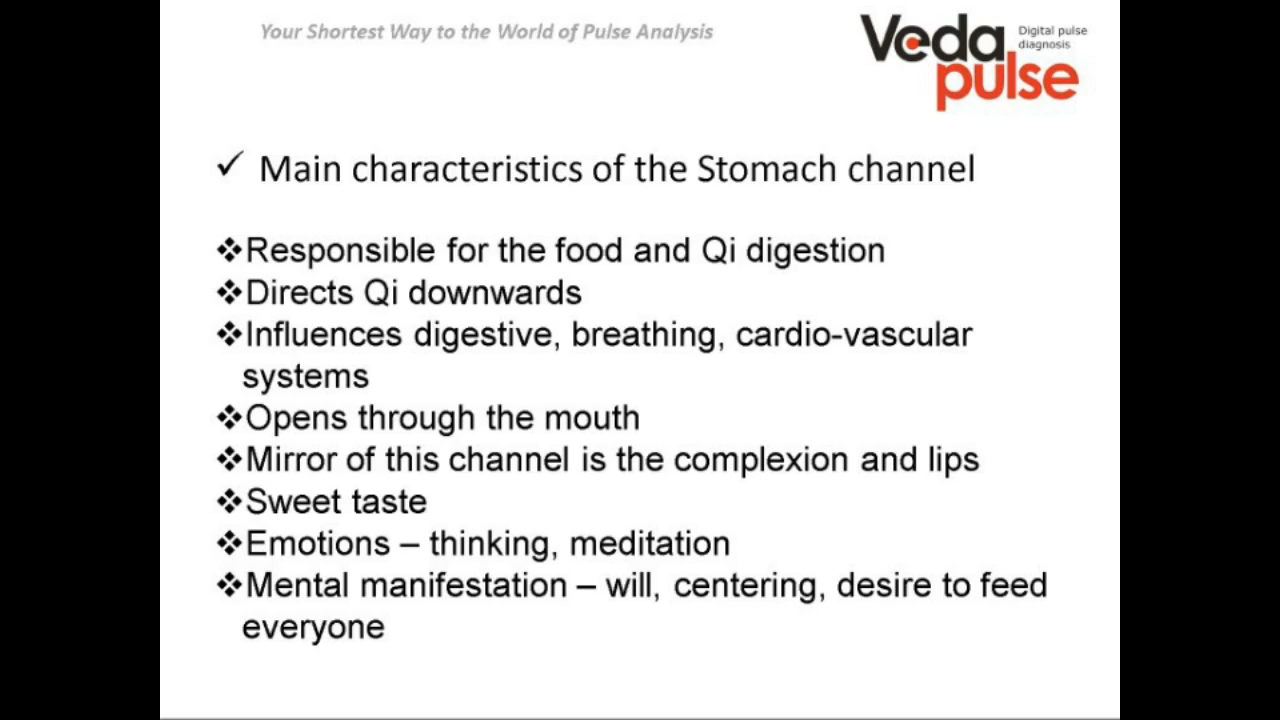 Your Shortest Way to the World of Pulse Analysis
Veda
pulse
Digital pulse
diagnosis
✓ Main characteristics of the Stomach channel
❖Responsible for the food and Qi digestion
❖Directs Qi downwards
❖Influences digestive, breathing, cardio-vascular
systems
❖Opens through the mouth
❖Mirror of this channel is the complexion and lips
❖Sweet taste
❖Emotions – thinking, meditation
❖Mental manifestation – will, centering, desire to feed
everyone